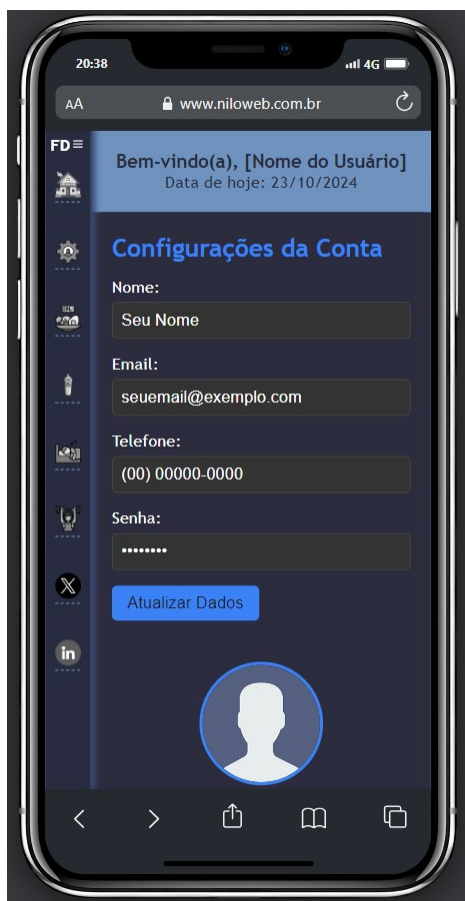 20:38
4G
AA
www.niloweb.com.br
FD
Bem-vindo(a), [Nome do Usuário]
Data de hoje: 23/10/2024
Configurações da Conta
Nome:
Seu Nome
Email:
seuemail@exemplo.com
Telefone:
(00) 00000-0000
Senha:
••••••••
Atualizar Dados
X
in